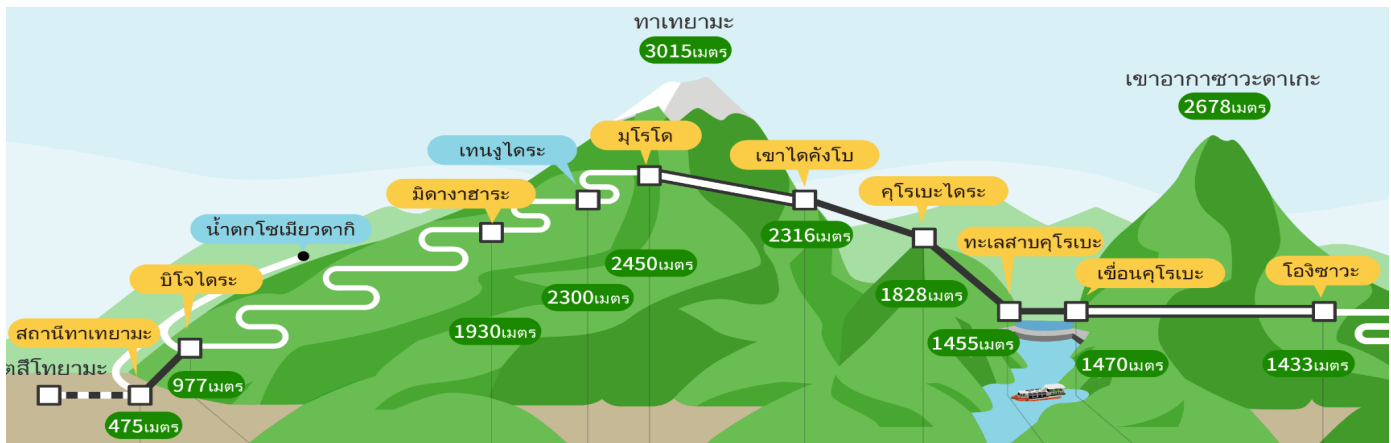 ทาเทยามะ
3015เมตร
เขาอากาซาวะดาเกะ
2678เมตร
มุโรโด
เทนงูไดระ
เขาไดคังโบ
คุโรเบะไดระ
มิดางาฮาระ
น้ำตกโชเมียวดากิ
ทะเลสาบคุโรเบะ
2316เมตร
2450เมตร
บิโจไดระ
เขื่อนคุโรเบะ
โองิซาวะ
2300เมตร
1828เมตร
สถานีทาเทยามะ
1930เมตร
1455เมตร
ตสึโทยามะ
977เมตร
1470เมตร
1433เมตร
475เมตร